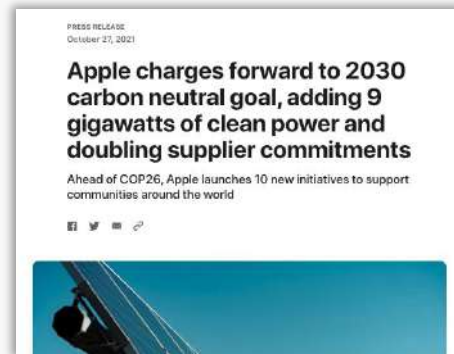 PRESS RELEASE
October 27, 2021
Apple charges forward to 2030
carbon neutral goal, adding 9
gigawatts of clean power and
doubling supplier commitments
Ahead of COP26, Apple launches 10 new initiatives to support
communities around the world